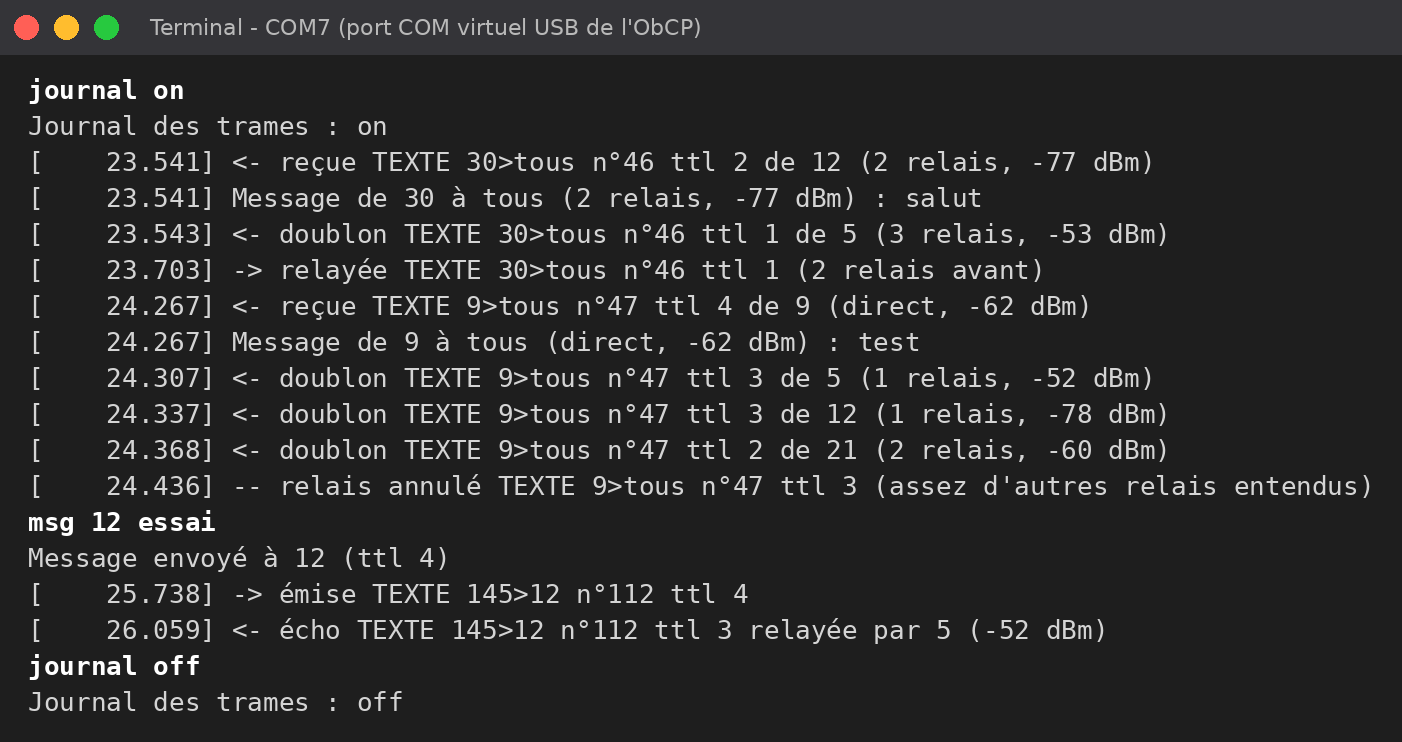 Terminal - COM7 (port COM virtuel USB de l'ObCP)
journal on
Journal des trames : on
[    23.541] <- reçue TEXTE 30>tous n°46 ttl 2 de 12 (2 relais, -77 dBm)
[    23.541] Message de 30 à tous (2 relais, -77 dBm) : salut
[    23.543] <- doublon TEXTE 30>tous n°46 ttl 1 de 5 (3 relais, -53 dBm)
[    23.703] -> relayée TEXTE 30>tous n°46 ttl 1 (2 relais avant)
[    24.267] <- reçue TEXTE 9>tous n°47 ttl 4 de 9 (direct, -62 dBm)
[    24.267] Message de 9 à tous (direct, -62 dBm) : test
[    24.307] <- doublon TEXTE 9>tous n°47 ttl 3 de 5 (1 relais, -52 dBm)
[    24.337] <- doublon TEXTE 9>tous n°47 ttl 3 de 12 (1 relais, -78 dBm)
[    24.368] <- doublon TEXTE 9>tous n°47 ttl 2 de 21 (2 relais, -60 dBm)
[    24.436] -- relais annulé TEXTE 9>tous n°47 ttl 3 (assez d'autres relais entendus)
msg 12 essai
Message envoyé à 12 (ttl 4)
[    25.738] -> émise TEXTE 145>12 n°112 ttl 4
[    26.059] <- écho TEXTE 145>12 n°112 ttl 3 relayée par 5 (-52 dBm)
journal off
Journal des trames : off